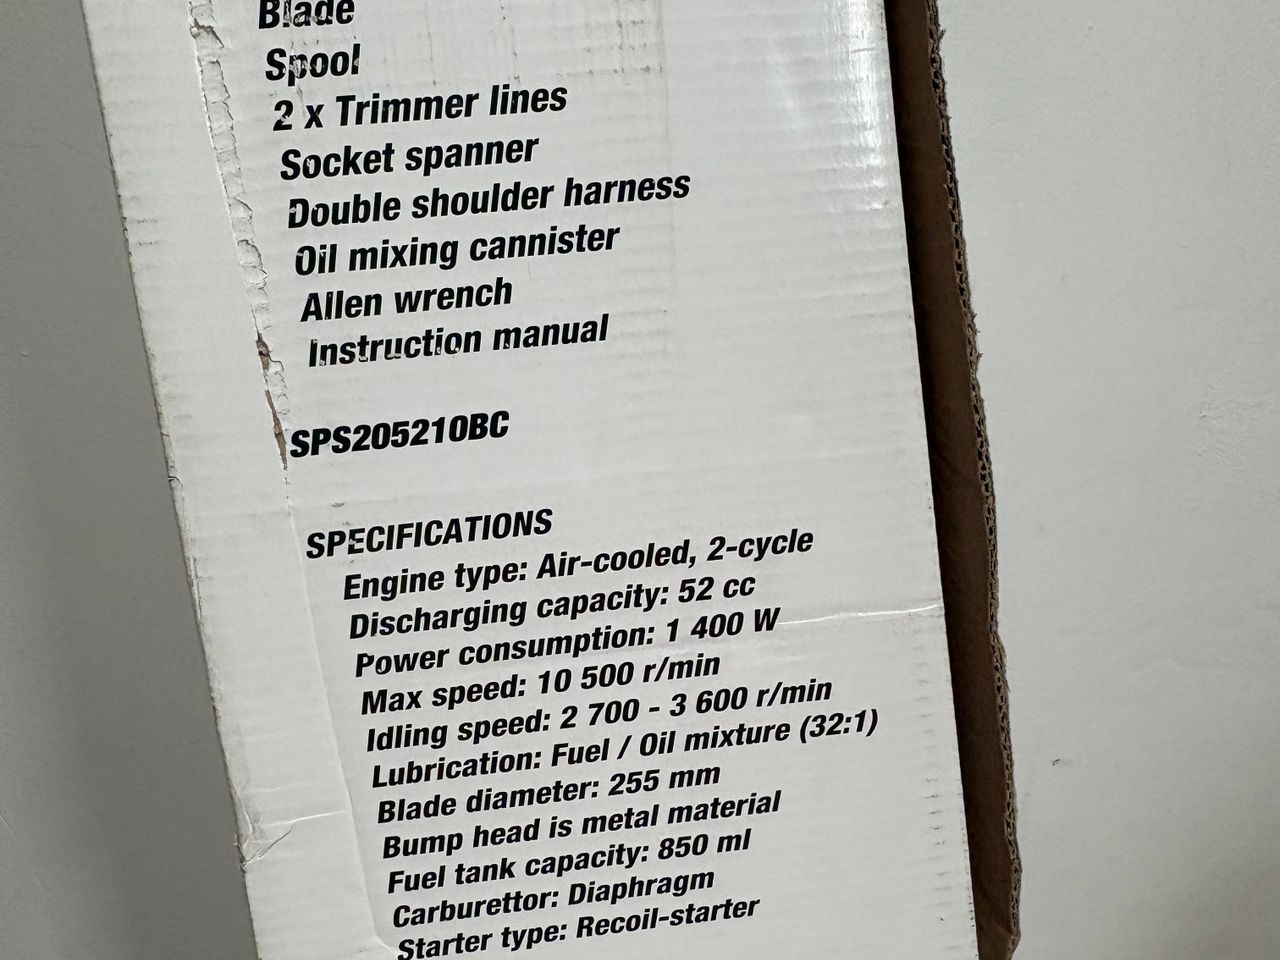 Blade
Spool
2 x Trimmer lines
Socket spanner
Double shoulder harness
Oil mixing cannister
Allen wrench
Instruction manual
SPS205210BC
SPECIFICATIONS
Engine type: Air-cooled, 2-cycle
Discharging capacity: 52 cc
Power consumption: 1 400 W
Max speed: 10 500 r/min
Idling speed: 2 700 - 3 600 r/min
Lubrication: Fuel / Oil mixture (32:1)
Blade diameter: 255 mm
Bump head is metal material
Fuel tank capacity: 850 ml
Carburettor: Diaphragm
Starter type: Recoil-starter